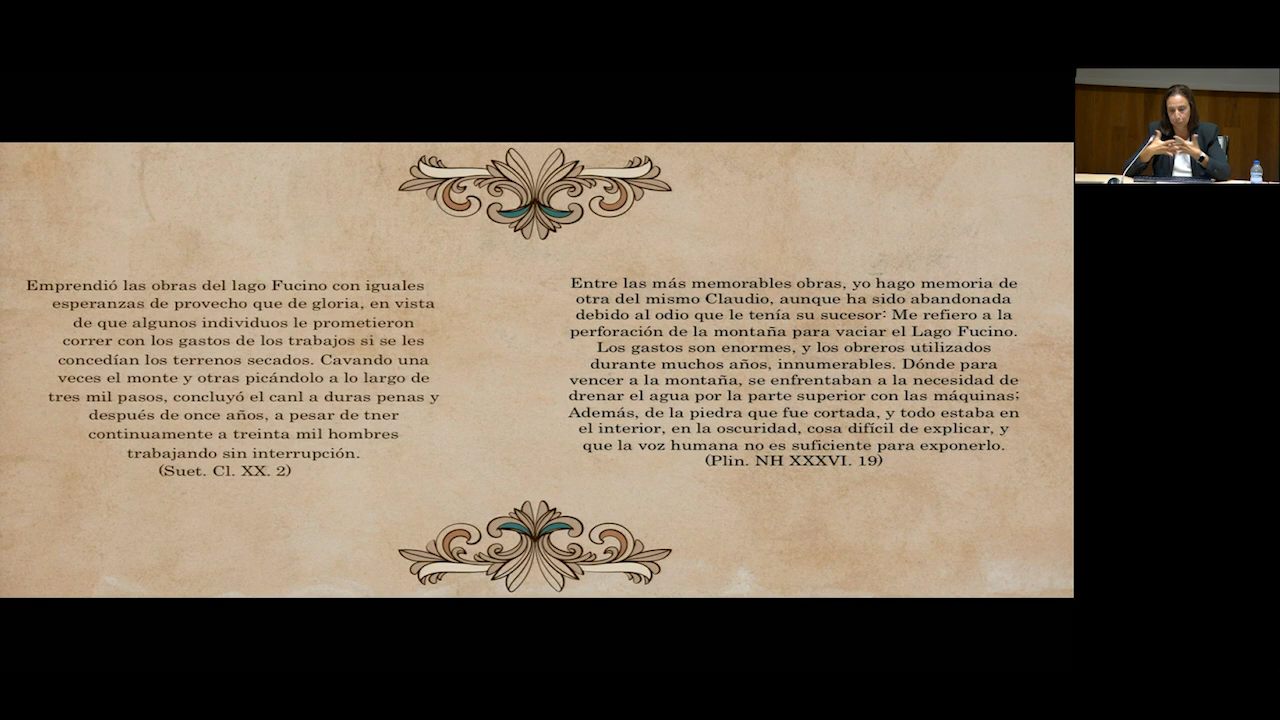 Emprendió las obras del lago Fucino con iguales
esperanzas de provecho que de gloria, en vista
de que algunos individuos le prometieron
correr con los gastos de los trabajos si se les
concedían los terrenos secados. Cavando una
veces el monte y otras picándolo a lo largo de
tres mil pasos, concluyó el canl a duras penas y
después de once años, a pesar de tner
continuamente a treinta mil hombres
trabajando sin interrupción.
(Suet. Cl. XX. 2)
Entre las más memorables obras, yo hago memoria de
otra del mismo Claudio, aunque ha sido abandonada
debido al odio que le tenía su sucesor: Me refiero a la
perforación de la montaña para vaciar el Lago Fucino.
Los gastos son enormes, y los obreros utilizados
durante muchos años, innumerables. Dónde para
vencer a la montaña, se enfrentaban a la necesidad de
drenar el agua por la parte superior con las máquinas;
Además, de la piedra que fue cortada, y todo estaba en
el interior, en la oscuridad, cosa difícil de explicar, y
que la voz humana no es suficiente para exponerlo.
(Plin. NH XXXVI. 19)